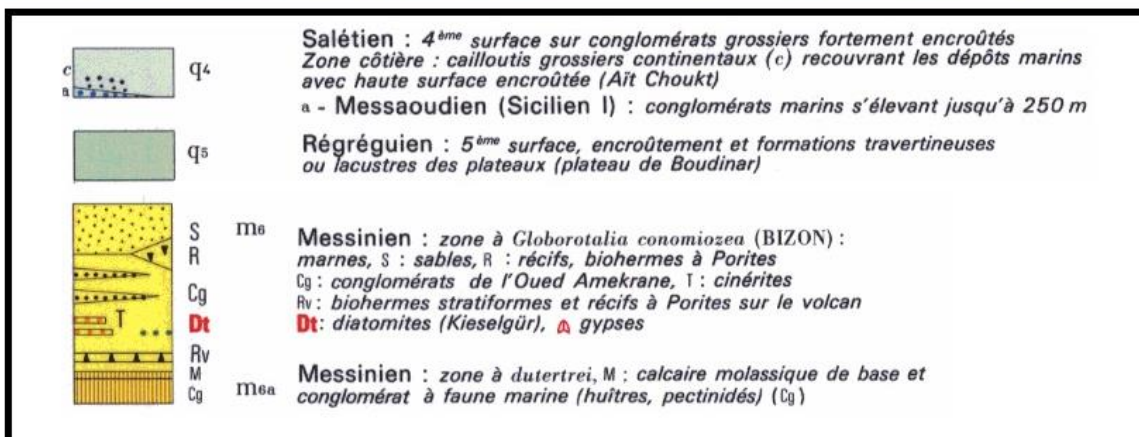 Salétien : 4ème surface sur conglomérats grossiers fortement encroûtés
c q4 Zone côtière : cailloutis grossiers continentaux (c) recouvrant les dépôts marins
a avec haute surface encroûtée (Aït Choukt)
a - Messaoudien (Sicilien I) : conglomérats marins s'élevant jusqu'à 250 m
q5 Régréguien : 5ème surface, encroûtement et formations travertineuses
ou lacustres des plateaux (plateau de Boudinar)
S m6 Messinien : zone à Globorotalia conomiozea (BIZON) :
R marnes, S : sables, R : récifs, biohermes à Porites
Cg Cg : conglomérats de l'Oued Amekrane, T : cinérites
T Rv : biohermes stratiformes et récifs à Porites sur le volcan
Dt Dt: diatomites (Kieselgür), gypses
Rv
M m6a Messinien : zone à dutertrei, M : calcaire molassique de base et
Cg conglomérat à faune marine (huîtres, pectinidés) (Cg)